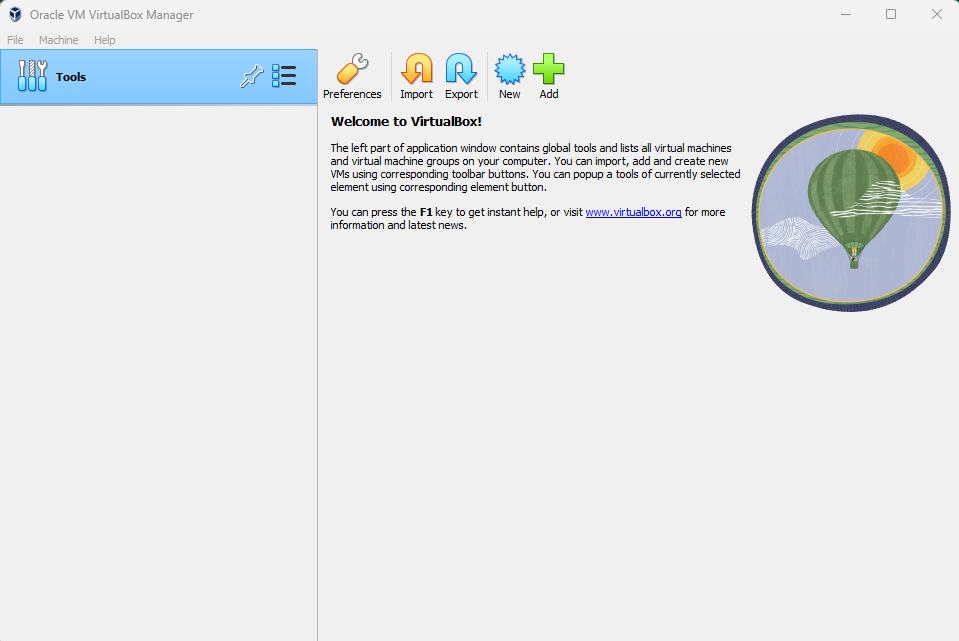 Oracle VM VirtualBox Manager
File Machine Help
Tools
Preferences Import Export New Add
Welcome to VirtualBox!
The left part of application window contains global tools and lists all virtual machines
and virtual machine groups on your computer. You can import, add and create new
VMs using corresponding toolbar buttons. You can popup a tools of currently selected
element using corresponding element button.
You can press the F1 key to get instant help, or visit www.virtualbox.org for more
information and latest news.